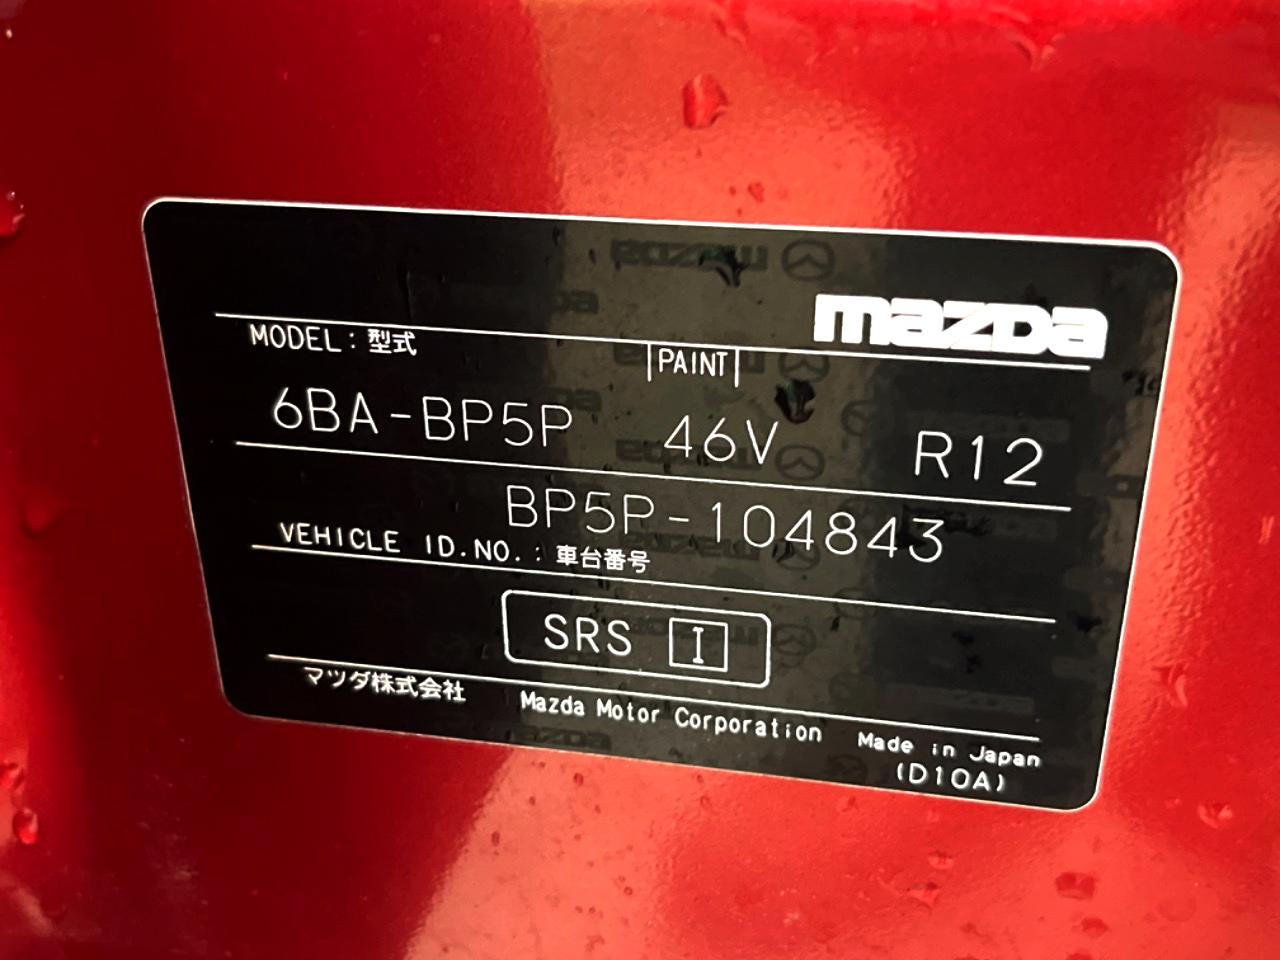 mazda
MODEL : 型式
PAINT
6BA-BP5P 46V R12
BP5P-104843
VEHICLE ID.NO. : 車台番号
SRS I
マツダ株式会社 Mazda Motor Corporation Made in Japan
(D10A)